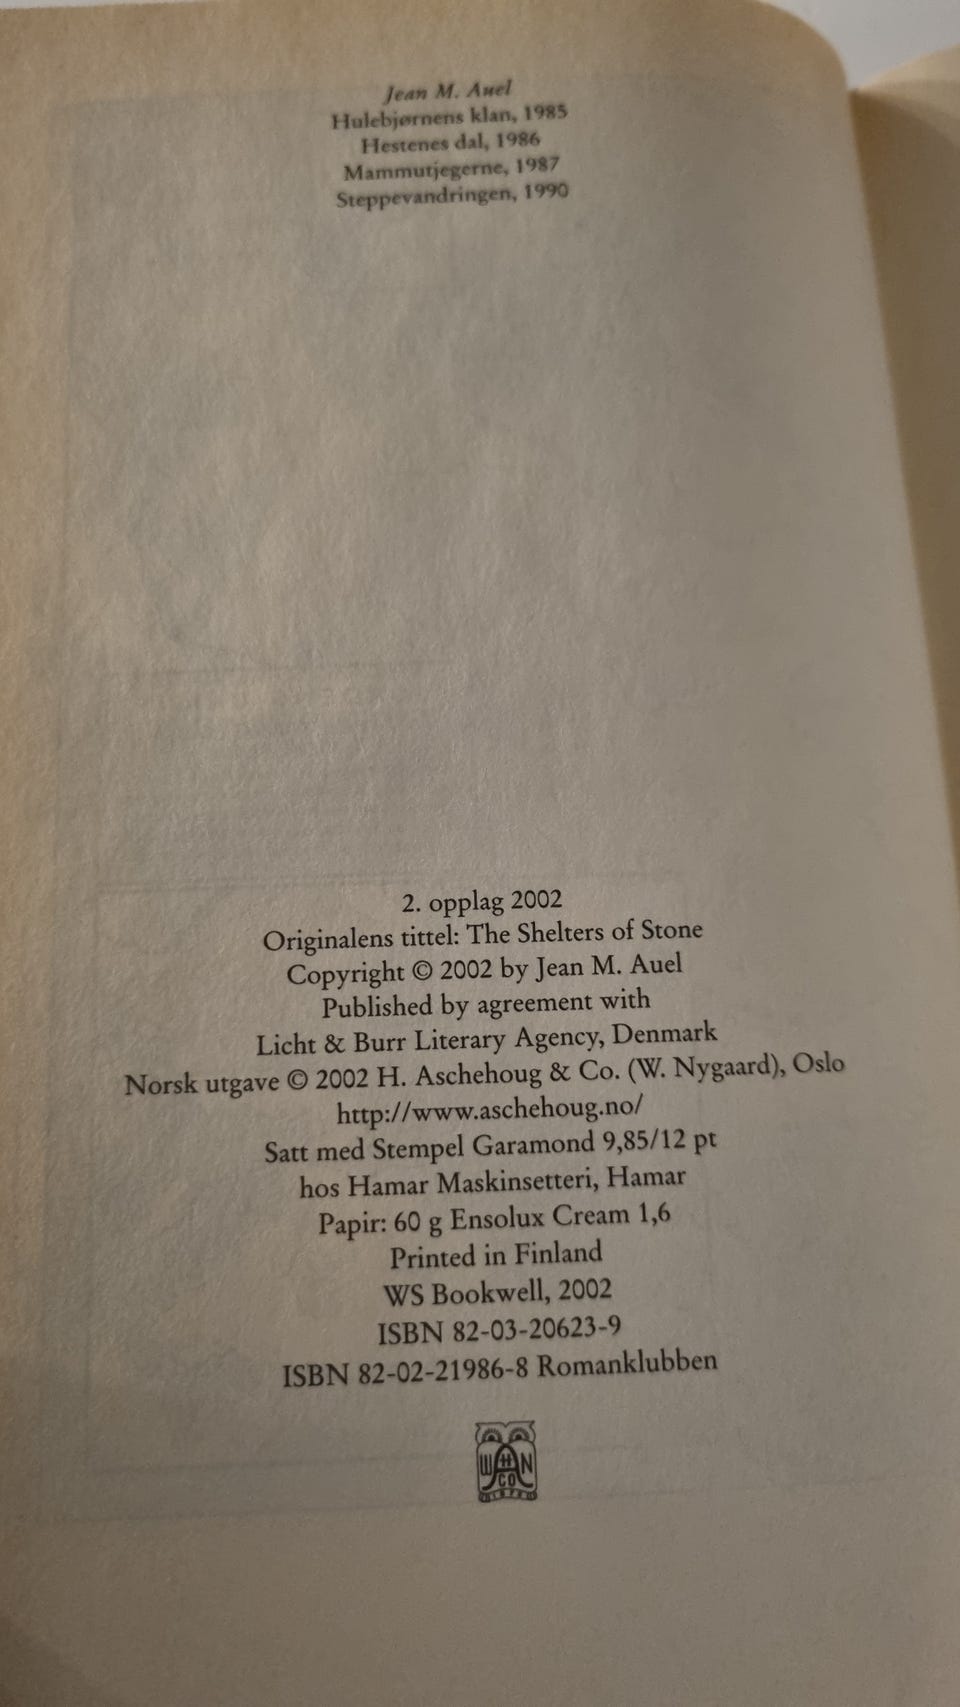 Jean M. Auel
Hulebjørnens klan, 1985
Hestenes dal, 1986
Mammutjegerne, 1987
Steppevandringen, 1990
2. opplag 2002
Originalens tittel: The Shelters of Stone
Copyright © 2002 by Jean M. Auel
Published by agreement with
Licht & Burr Literary Agency, Denmark
Norsk utgave © 2002 H. Aschehoug & Co. (W. Nygaard), Oslo
http://www.aschehoug.no/
Satt med Stempel Garamond 9,85/12 pt
hos Hamar Maskinsetteri, Hamar
Papir: 60 g Ensolux Cream 1,6
Printed in Finland
WS Bookwell, 2002
ISBN 82-03-20623-9
ISBN 82-02-21986-8 Romanklubben
W H A N
CO